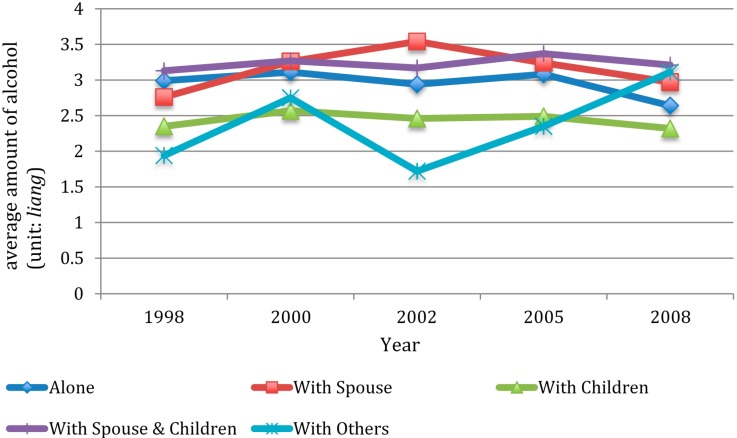 average amount of alcohol
(unit: liang)
4
3.5
3
2.5
2
1.5
1
0.5
0
1998 2000 2002 2005 2008
Year
Alone With Spouse With Children
With Spouse & Children With Others